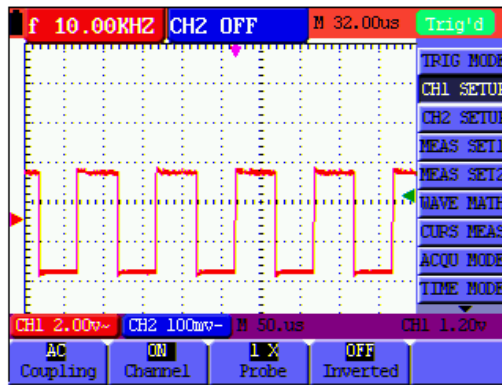 f 10.00KHZ CH2 OFF M 32.00us Trig'd
TRIG MODE
CH1 SETUP
CH2 SETUP
MEAS SET1
MEAS SET2
WAVE MATH
CURS MEAS
ACQU MODE
TIME MODE
CH1 2.00v~ CH2 100mv- M 50.us CH1 1.20v
AC ON 1 X OFF
Coupling Channel Probe Inverted